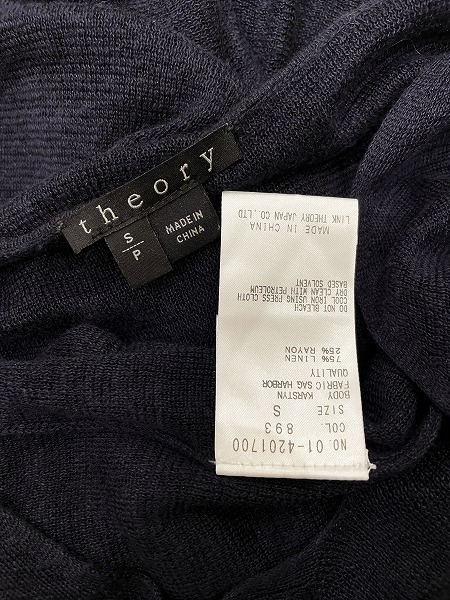 theory
S
P
MADE IN
CHINA
NO. 01-4201700
COL. 893
SIZE S
BODY KARSTYN
FABRIC SAG HARBOR
QUALITY
75% LINEN
25% RAYON
DO NOT BLEACH
COOL IRON USING PRESS CLOTH
DRY CLEAN WITH PETROLEUM
BASED SOLVENT
MADE IN CHINA
LINK THEORY JAPAN CO.,LTD